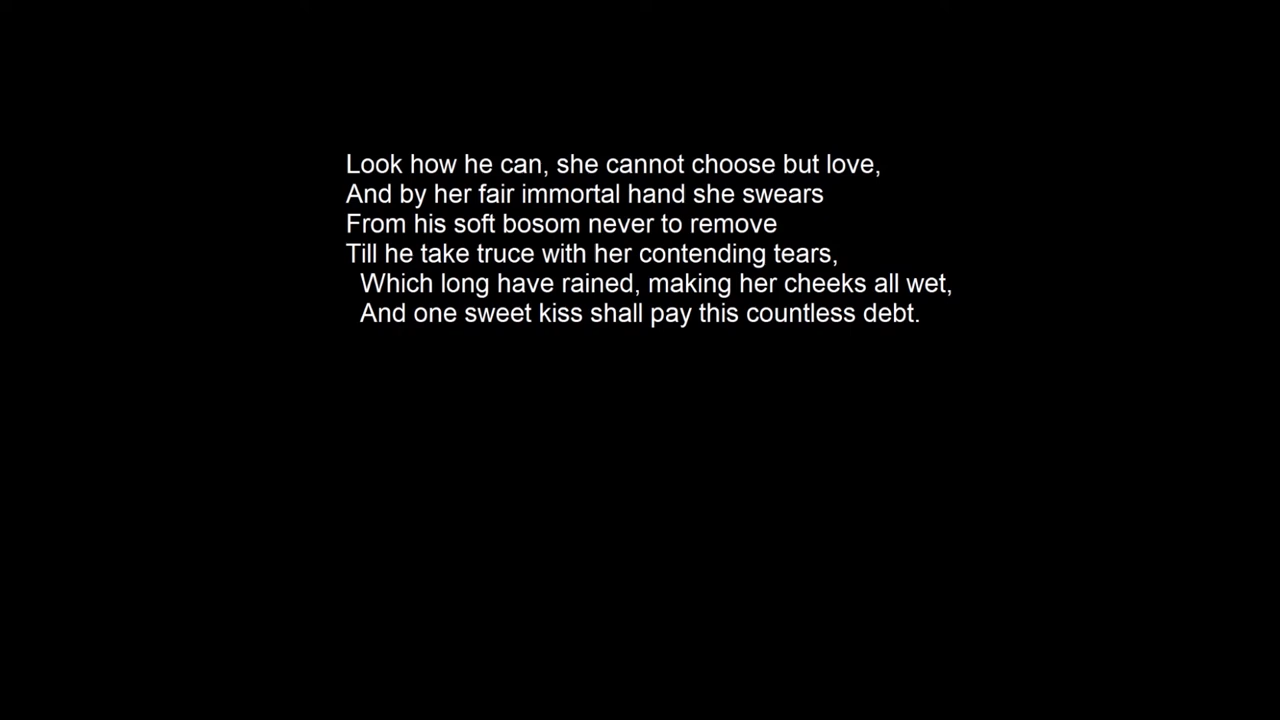 Look how he can, she cannot choose but love,
And by her fair immortal hand she swears
From his soft bosom never to remove
Till he take truce with her contending tears,
Which long have rained, making her cheeks all wet,
And one sweet kiss shall pay this countless debt.